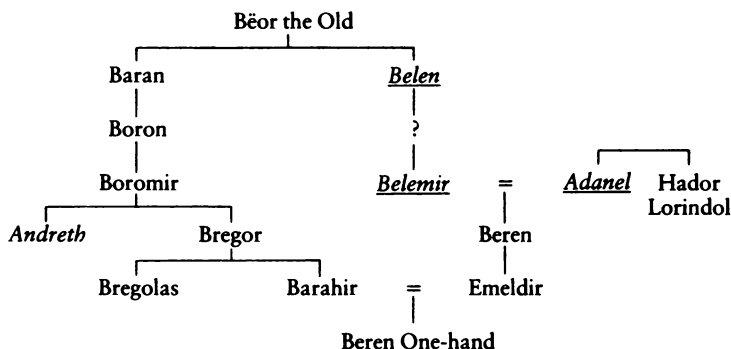 Bëor the Old
Baran Belen
Boron ?
Boromir Belemir = Adanel Hador
Lorindol
Andreth Bregor Beren
Bregolas Barahir = Emeldir
Beren One-hand